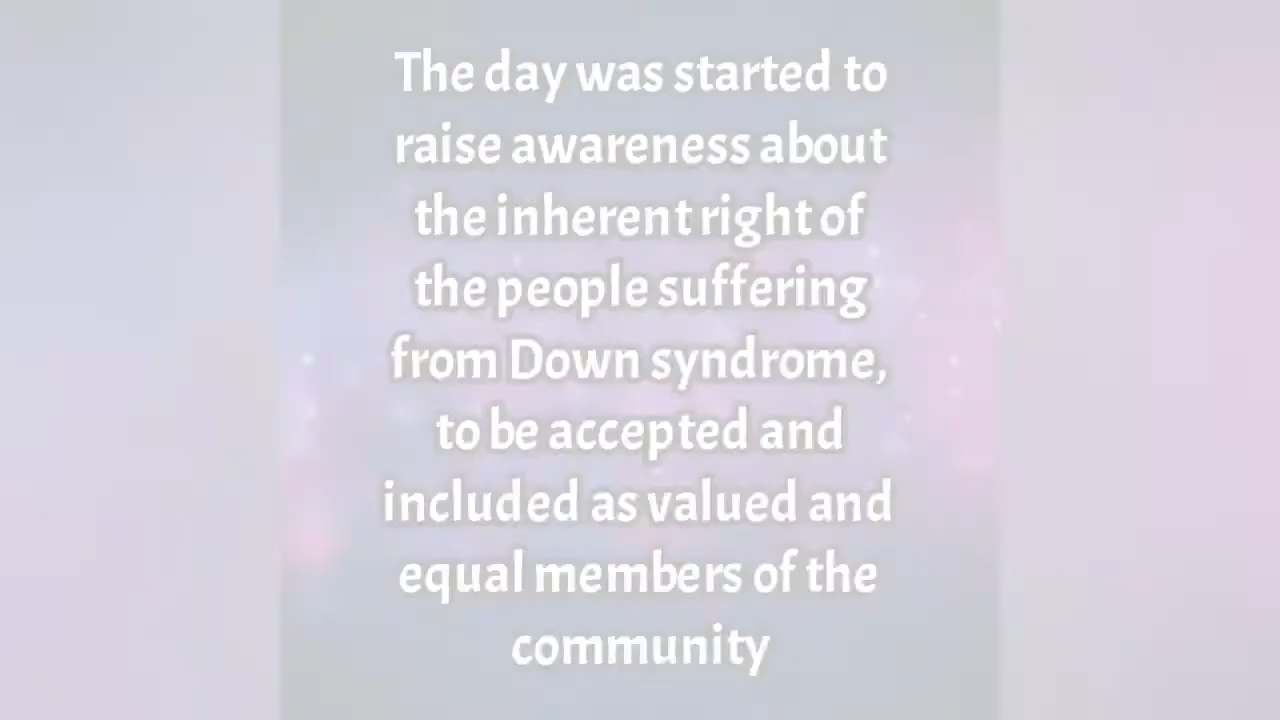 The day was started to
raise awareness about
the inherent right of
the people suffering
from Down syndrome,
to be accepted and
included as valued and
equal members of the
community